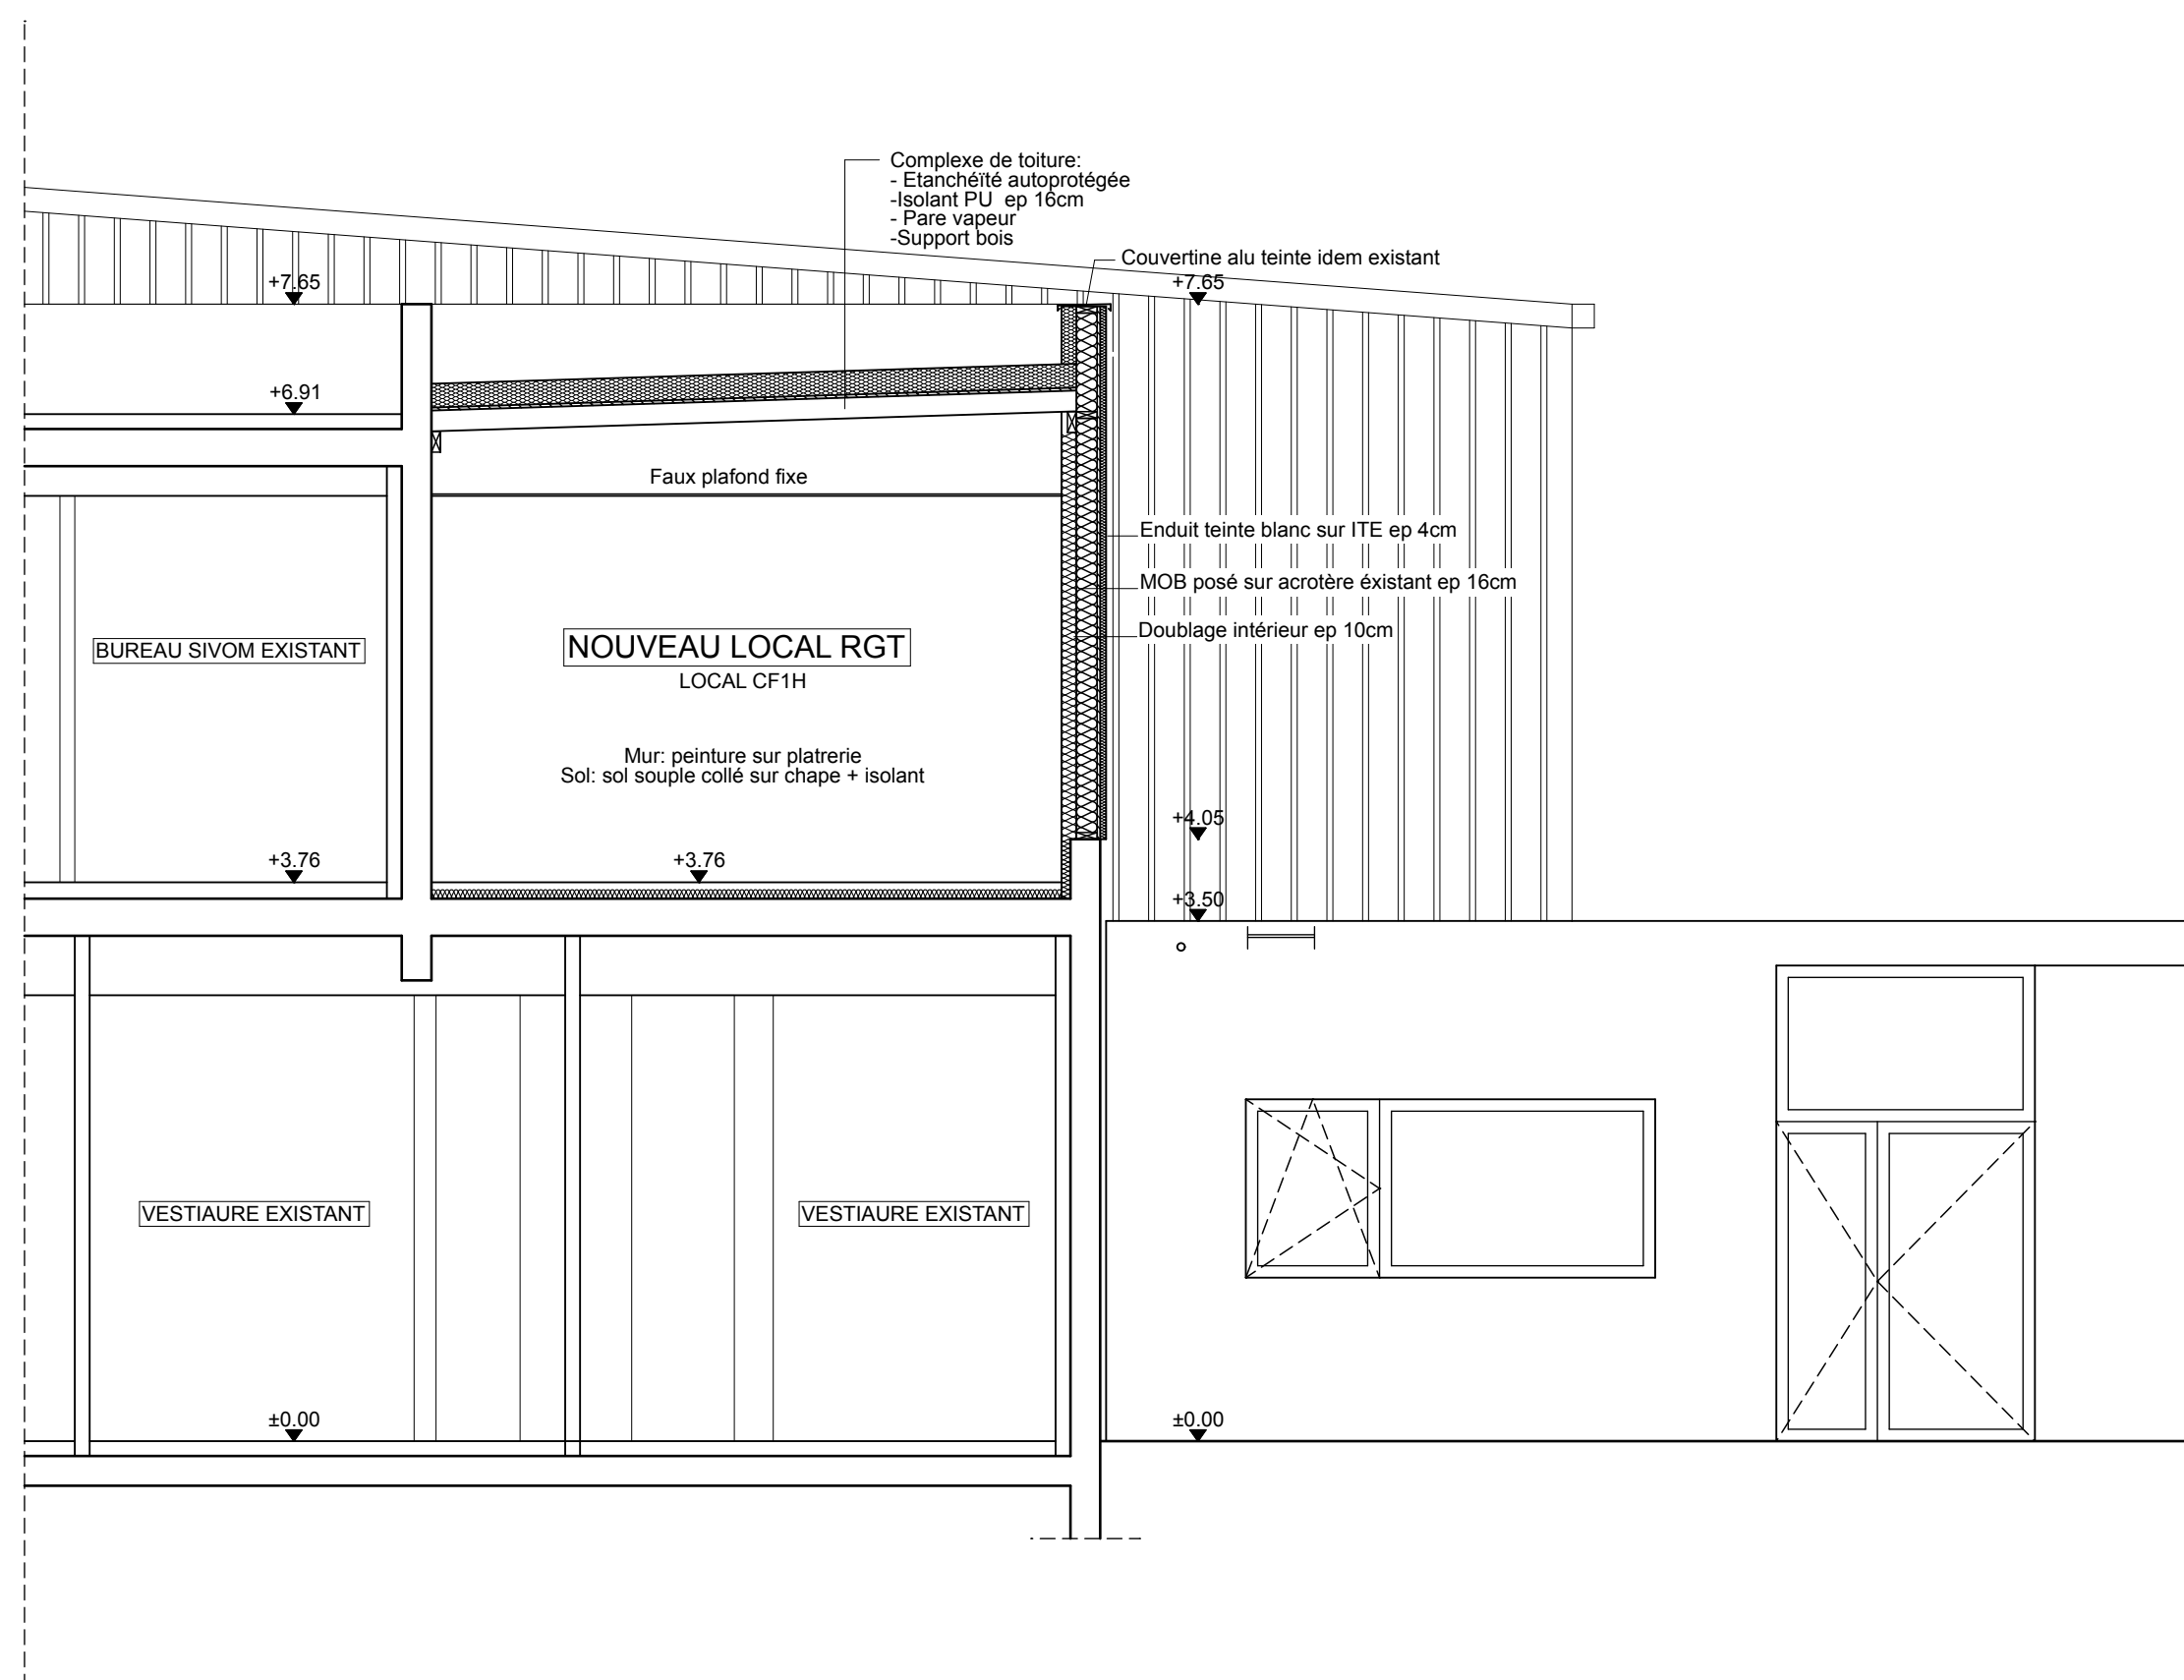 Complexe de toiture:
- Etanchéïté autoprotégée
-Isolant PU  ep 16cm
- Pare vapeur
-Support bois
Couvertine alu teinte idem existant
+7.65
+7.65
+6.91
Faux plafond fixe
Enduit teinte blanc sur ITE ep 4cm
MOB posé sur acrotère éxistant ep 16cm
Doublage intérieur ep 10cm
BUREAU SIVOM EXISTANT
NOUVEAU LOCAL RGT
LOCAL CF1H
Mur: peinture sur platrerie
Sol: sol souple collé sur chape + isolant
+4.05
+3.76
+3.76
+3.50
VESTIAURE EXISTANT
VESTIAURE EXISTANT
±0.00
±0.00